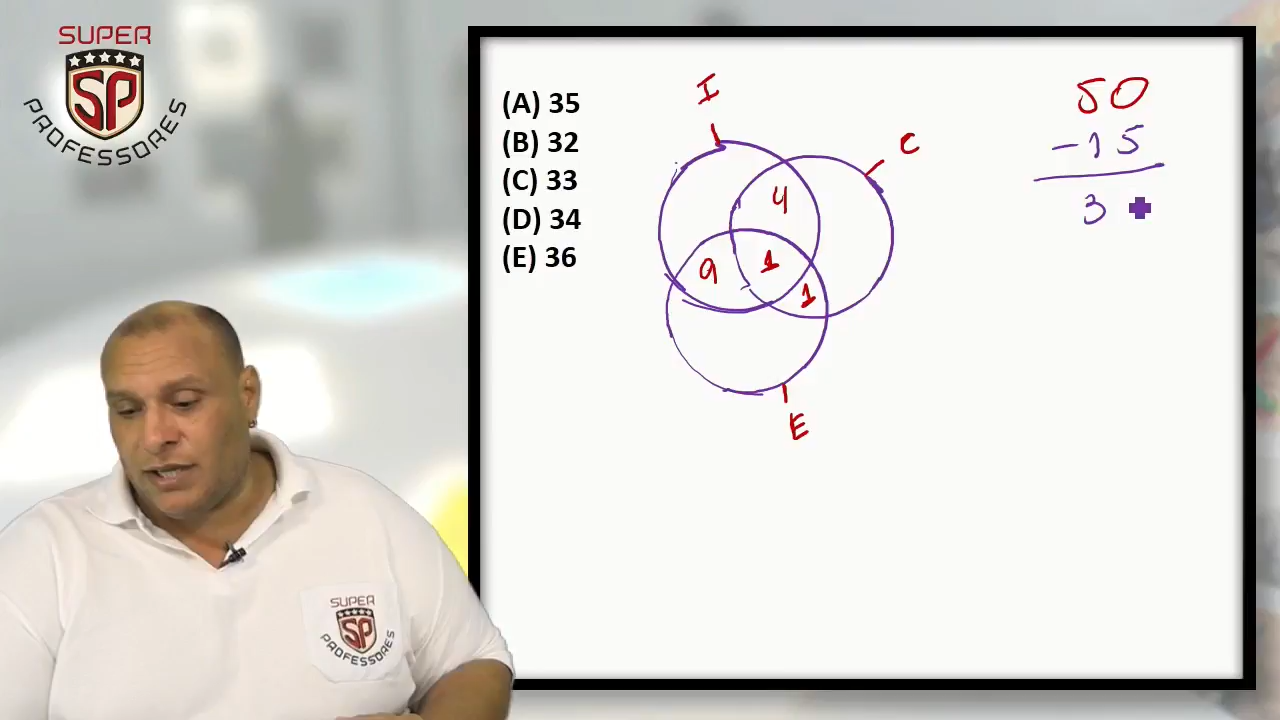 SUPER
SP
PROFESSORES
(A) 35
(B) 32
(C) 33
(D) 34
(E) 36
I
C
4
9
1
1
E
50
-15
3
SUPER
SP
PROFESSORES